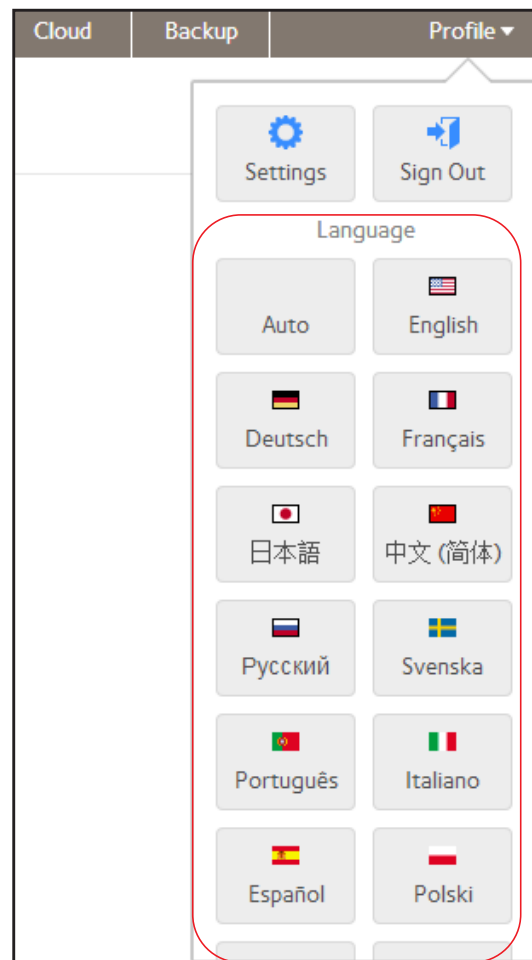 Cloud Backup Profile
Settings Sign Out
Language
Auto English
Deutsch Français
日本語 中文 (简体)
Русский Svenska
Português Italiano
Español Polski